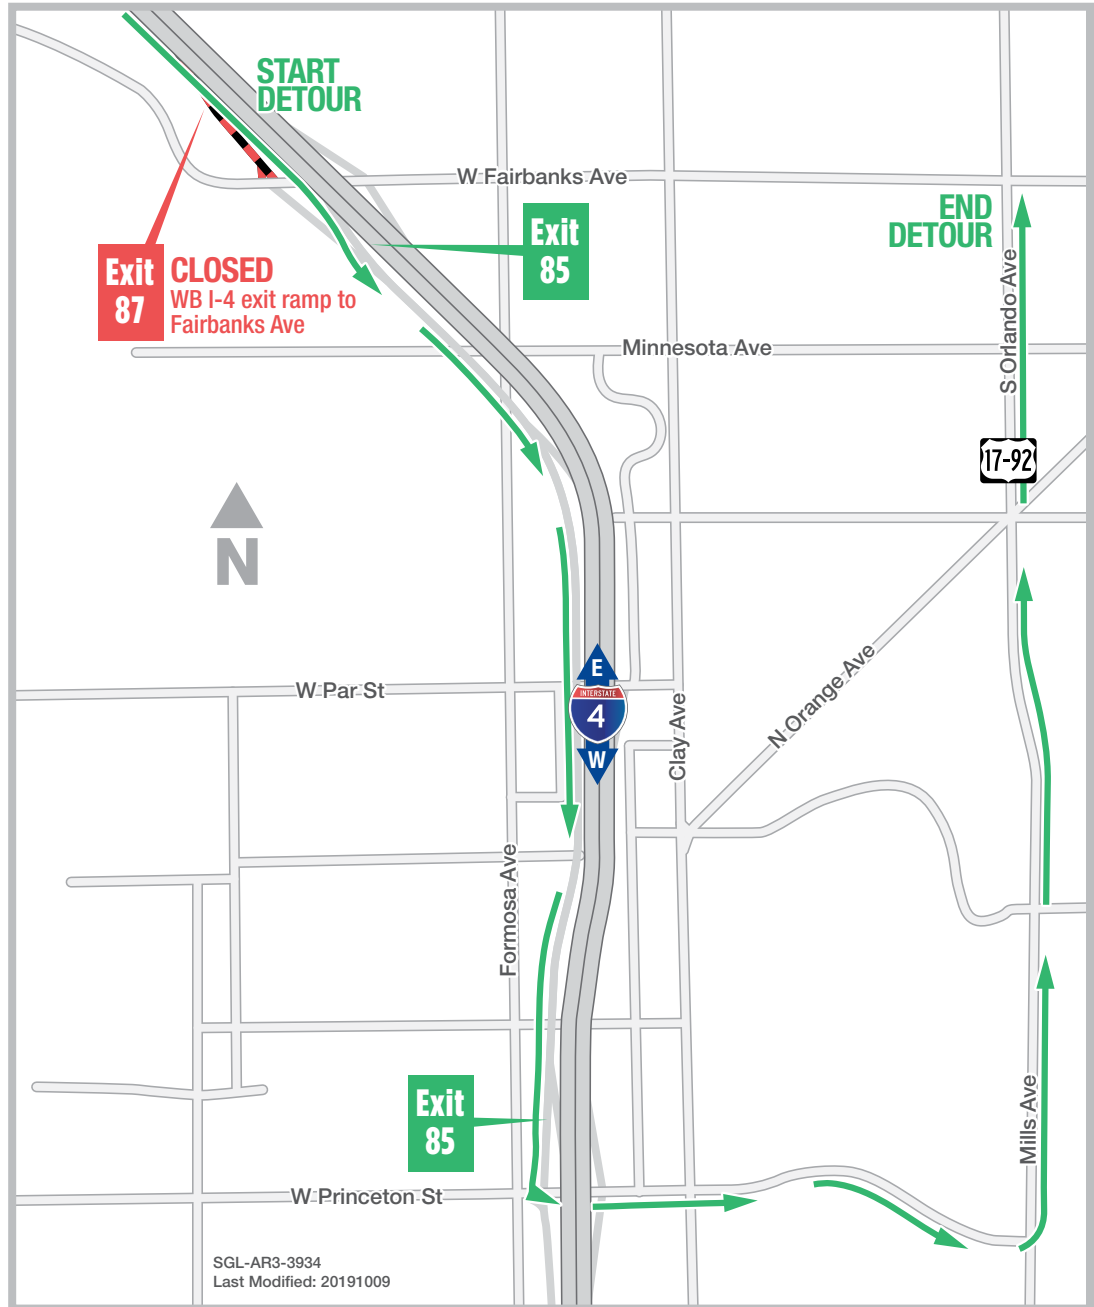 START
DETOUR
W Fairbanks Ave
END
DETOUR
Exit
85
Exit
87
CLOSED
WB I-4 exit ramp to
Fairbanks Ave
S Orlando Ave
Minnesota Ave
17-92
N
E
INTERSTATE
4
W
W Par St
Clay Ave
N Orange Ave
Formosa Ave
Exit
85
Mills Ave
W Princeton St
SGL-AR3-3934
Last Modified: 20191009